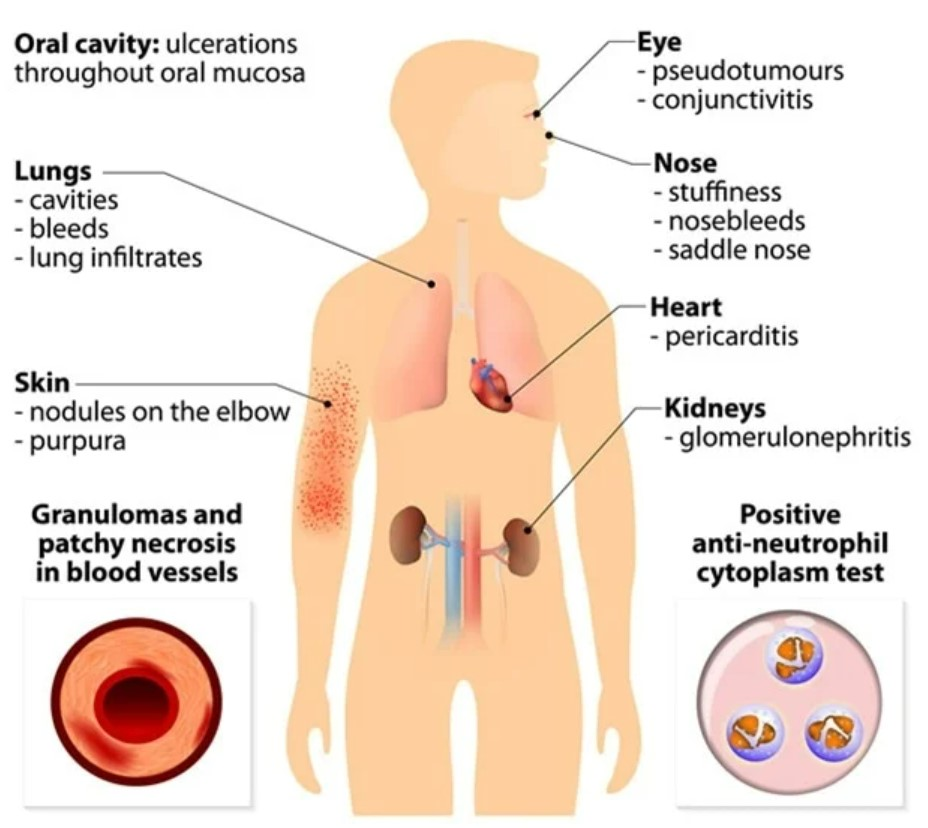 Oral cavity: ulcerations
throughout oral mucosa
Lungs
- cavities
- bleeds
- lung infiltrates
Skin
- nodules on the elbow
- purpura
Granulomas and
patchy necrosis
in blood vessels
Eye
- pseudotumours
- conjunctivitis
Nose
- stuffiness
- nosebleeds
- saddle nose
Heart
- pericarditis
Kidneys
- glomerulonephritis
Positive
anti-neutrophil
cytoplasm test